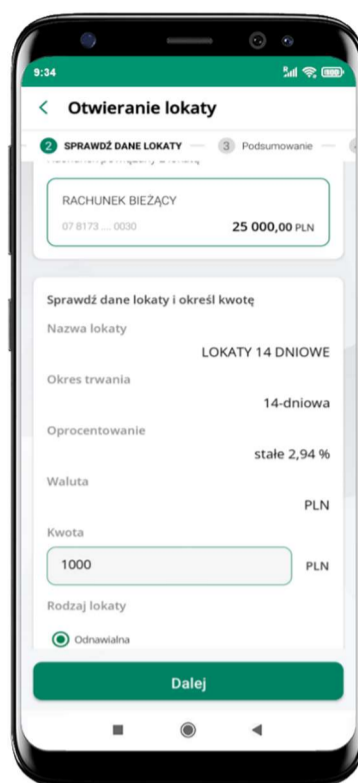 9:34
Otwieranie lokaty
2 SPRAWDŹ DANE LOKATY 3 Podsumowanie
RACHUNEK BIEŻĄCY
07 8173 .... 0030 25 000,00 PLN
Sprawdź dane lokaty i określ kwotę
Nazwa lokaty
LOKATY 14 DNIOWE
Okres trwania
14-dniowa
Oprocentowanie
stałe 2,94 %
Waluta
PLN
Kwota
1000 PLN
Rodzaj lokaty
Odnawialna
Dalej